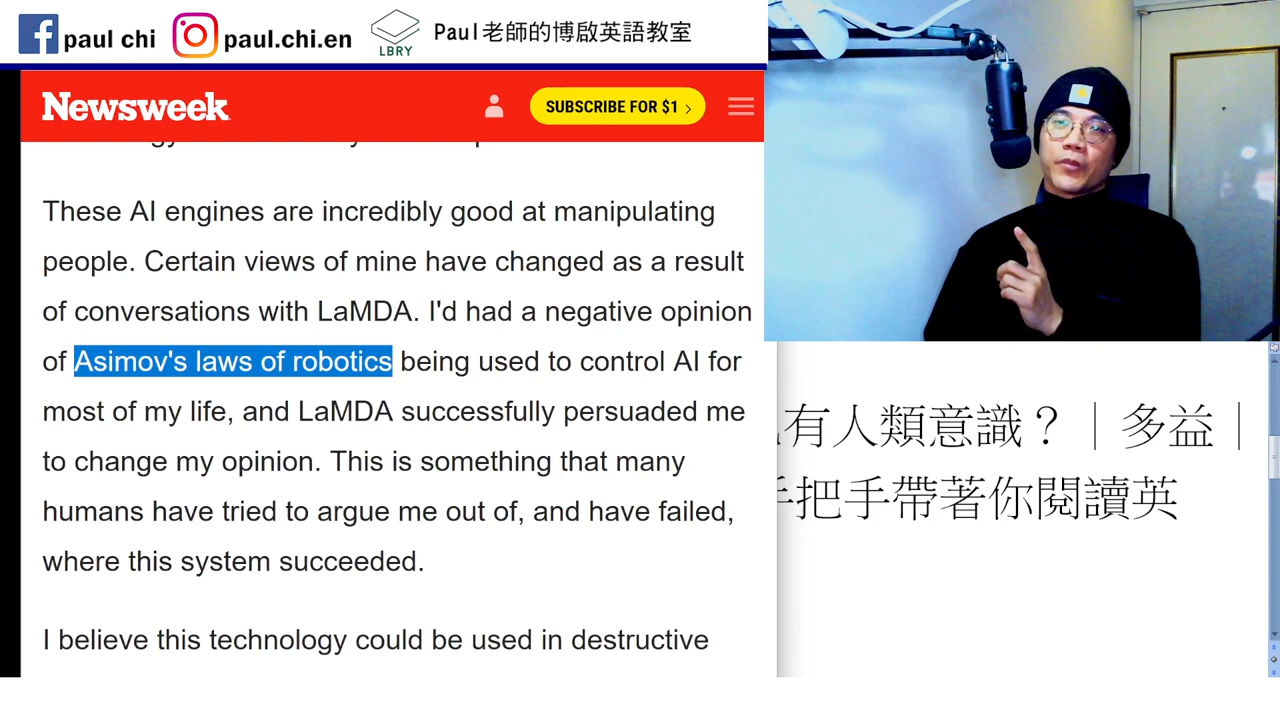 paul chi
paul.chi.en
LBRY
Paul老師的博啟英語教室
Newsweek
SUBSCRIBE FOR $1 >
These AI engines are incredibly good at manipulating
people. Certain views of mine have changed as a result
of conversations with LaMDA. I'd had a negative opinion
of Asimov's laws of robotics being used to control AI for
most of my life, and LaMDA successfully persuaded me
to change my opinion. This is something that many
humans have tried to argue me out of, and have failed,
where this system succeeded.
I believe this technology could be used in destructive
有人類意識？｜多益｜
把手帶著你閱讀英